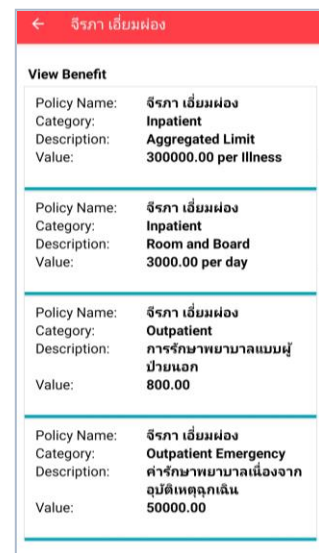 ← จีรภา เอี่ยมผ่อง
View Benefit
Policy Name: จีรภา เอี่ยมผ่อง
Category: Inpatient
Description: Aggregated Limit
Value: 300000.00 per Illness
Policy Name: จีรภา เอี่ยมผ่อง
Category: Inpatient
Description: Room and Board
Value: 3000.00 per day
Policy Name: จีรภา เอี่ยมผ่อง
Category: Outpatient
Description: การรักษาพยาบาลแบบผู้
ป่วยนอก
Value: 800.00
Policy Name: จีรภา เอี่ยมผ่อง
Category: Outpatient Emergency
Description: ค่ารักษาพยาบาลเนื่องจาก
อุบัติเหตุฉุกเฉิน
Value: 50000.00